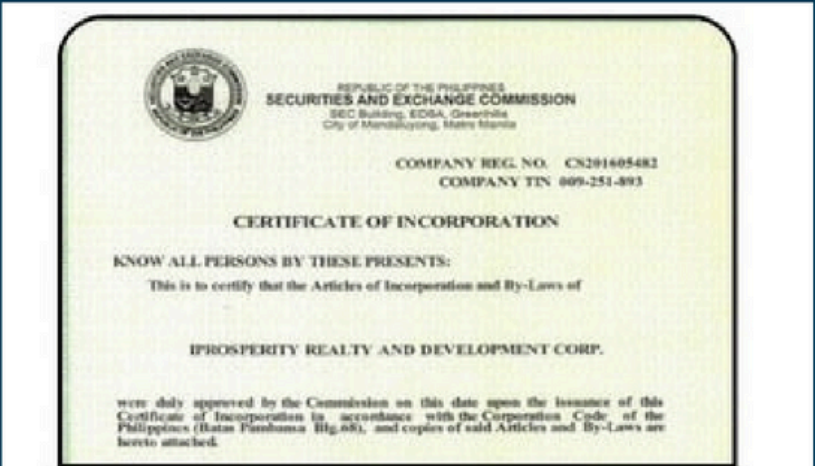 REPUBLIC OF THE PHILIPPINES
SECURITIES AND EXCHANGE COMMISSION
SEC Building, EDSA, Greenhills
City of Mandaluyong, Metro Manila
COMPANY REG. NO. CS201605482
COMPANY TIN 009-251-893
CERTIFICATE OF INCORPORATION
KNOW ALL PERSONS BY THESE PRESENTS:
This is to certify that the Articles of Incorporation and By-Laws of
IPROSPERITY REALTY AND DEVELOPMENT CORP.
were duly approved by the Commission on this date upon the issuance of this
Certificate of Incorporation in accordance with the Corporation Code of the
Philippines (Batas Pambansa Blg.68), and copies of said Articles and By-Laws are
hereto attached.